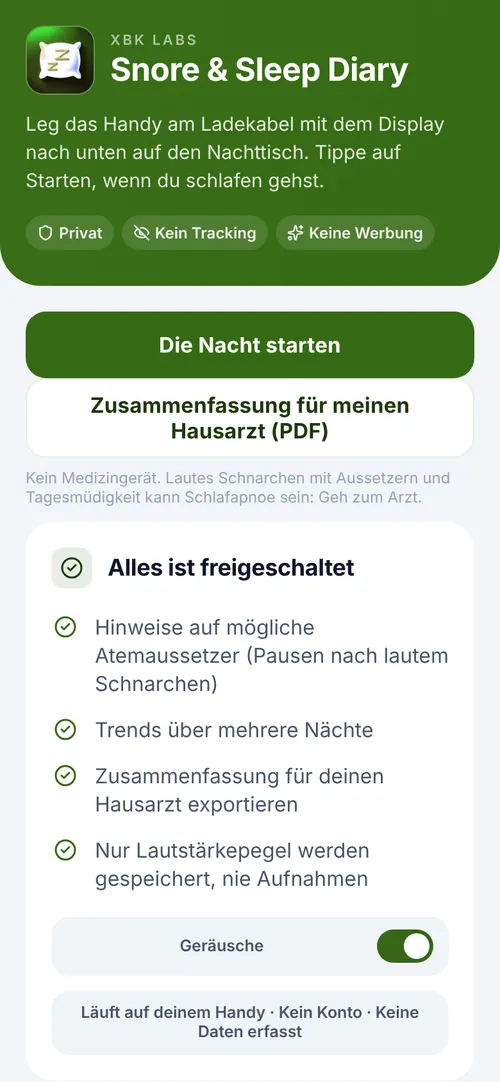 XBK LABS
Snore & Sleep Diary
Leg das Handy am Ladekabel mit dem Display
nach unten auf den Nachttisch. Tippe auf
Starten, wenn du schlafen gehst.
Privat
Kein Tracking
Keine Werbung
Die Nacht starten
Zusammenfassung für meinen
Hausarzt (PDF)
Kein Medizingerät. Lautes Schnarchen mit Aussetzern und
Tagesmüdigkeit kann Schlafapnoe sein: Geh zum Arzt.
Alles ist freigeschaltet
Hinweise auf mögliche
Atemaussetzer (Pausen nach lautem
Schnarchen)
Trends über mehrere Nächte
Zusammenfassung für deinen
Hausarzt exportieren
Nur Lautstärkepegel werden
gespeichert, nie Aufnahmen
Geräusche
Läuft auf deinem Handy · Kein Konto · Keine
Daten erfasst